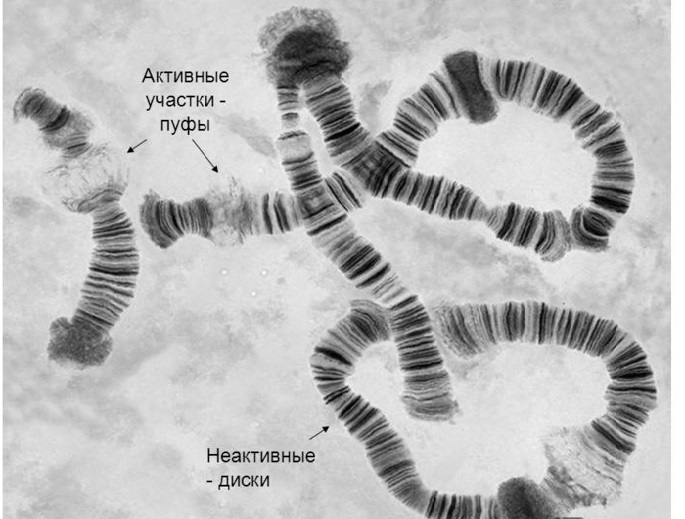 Активные
участки -
пуфы
Неактивные
- диски